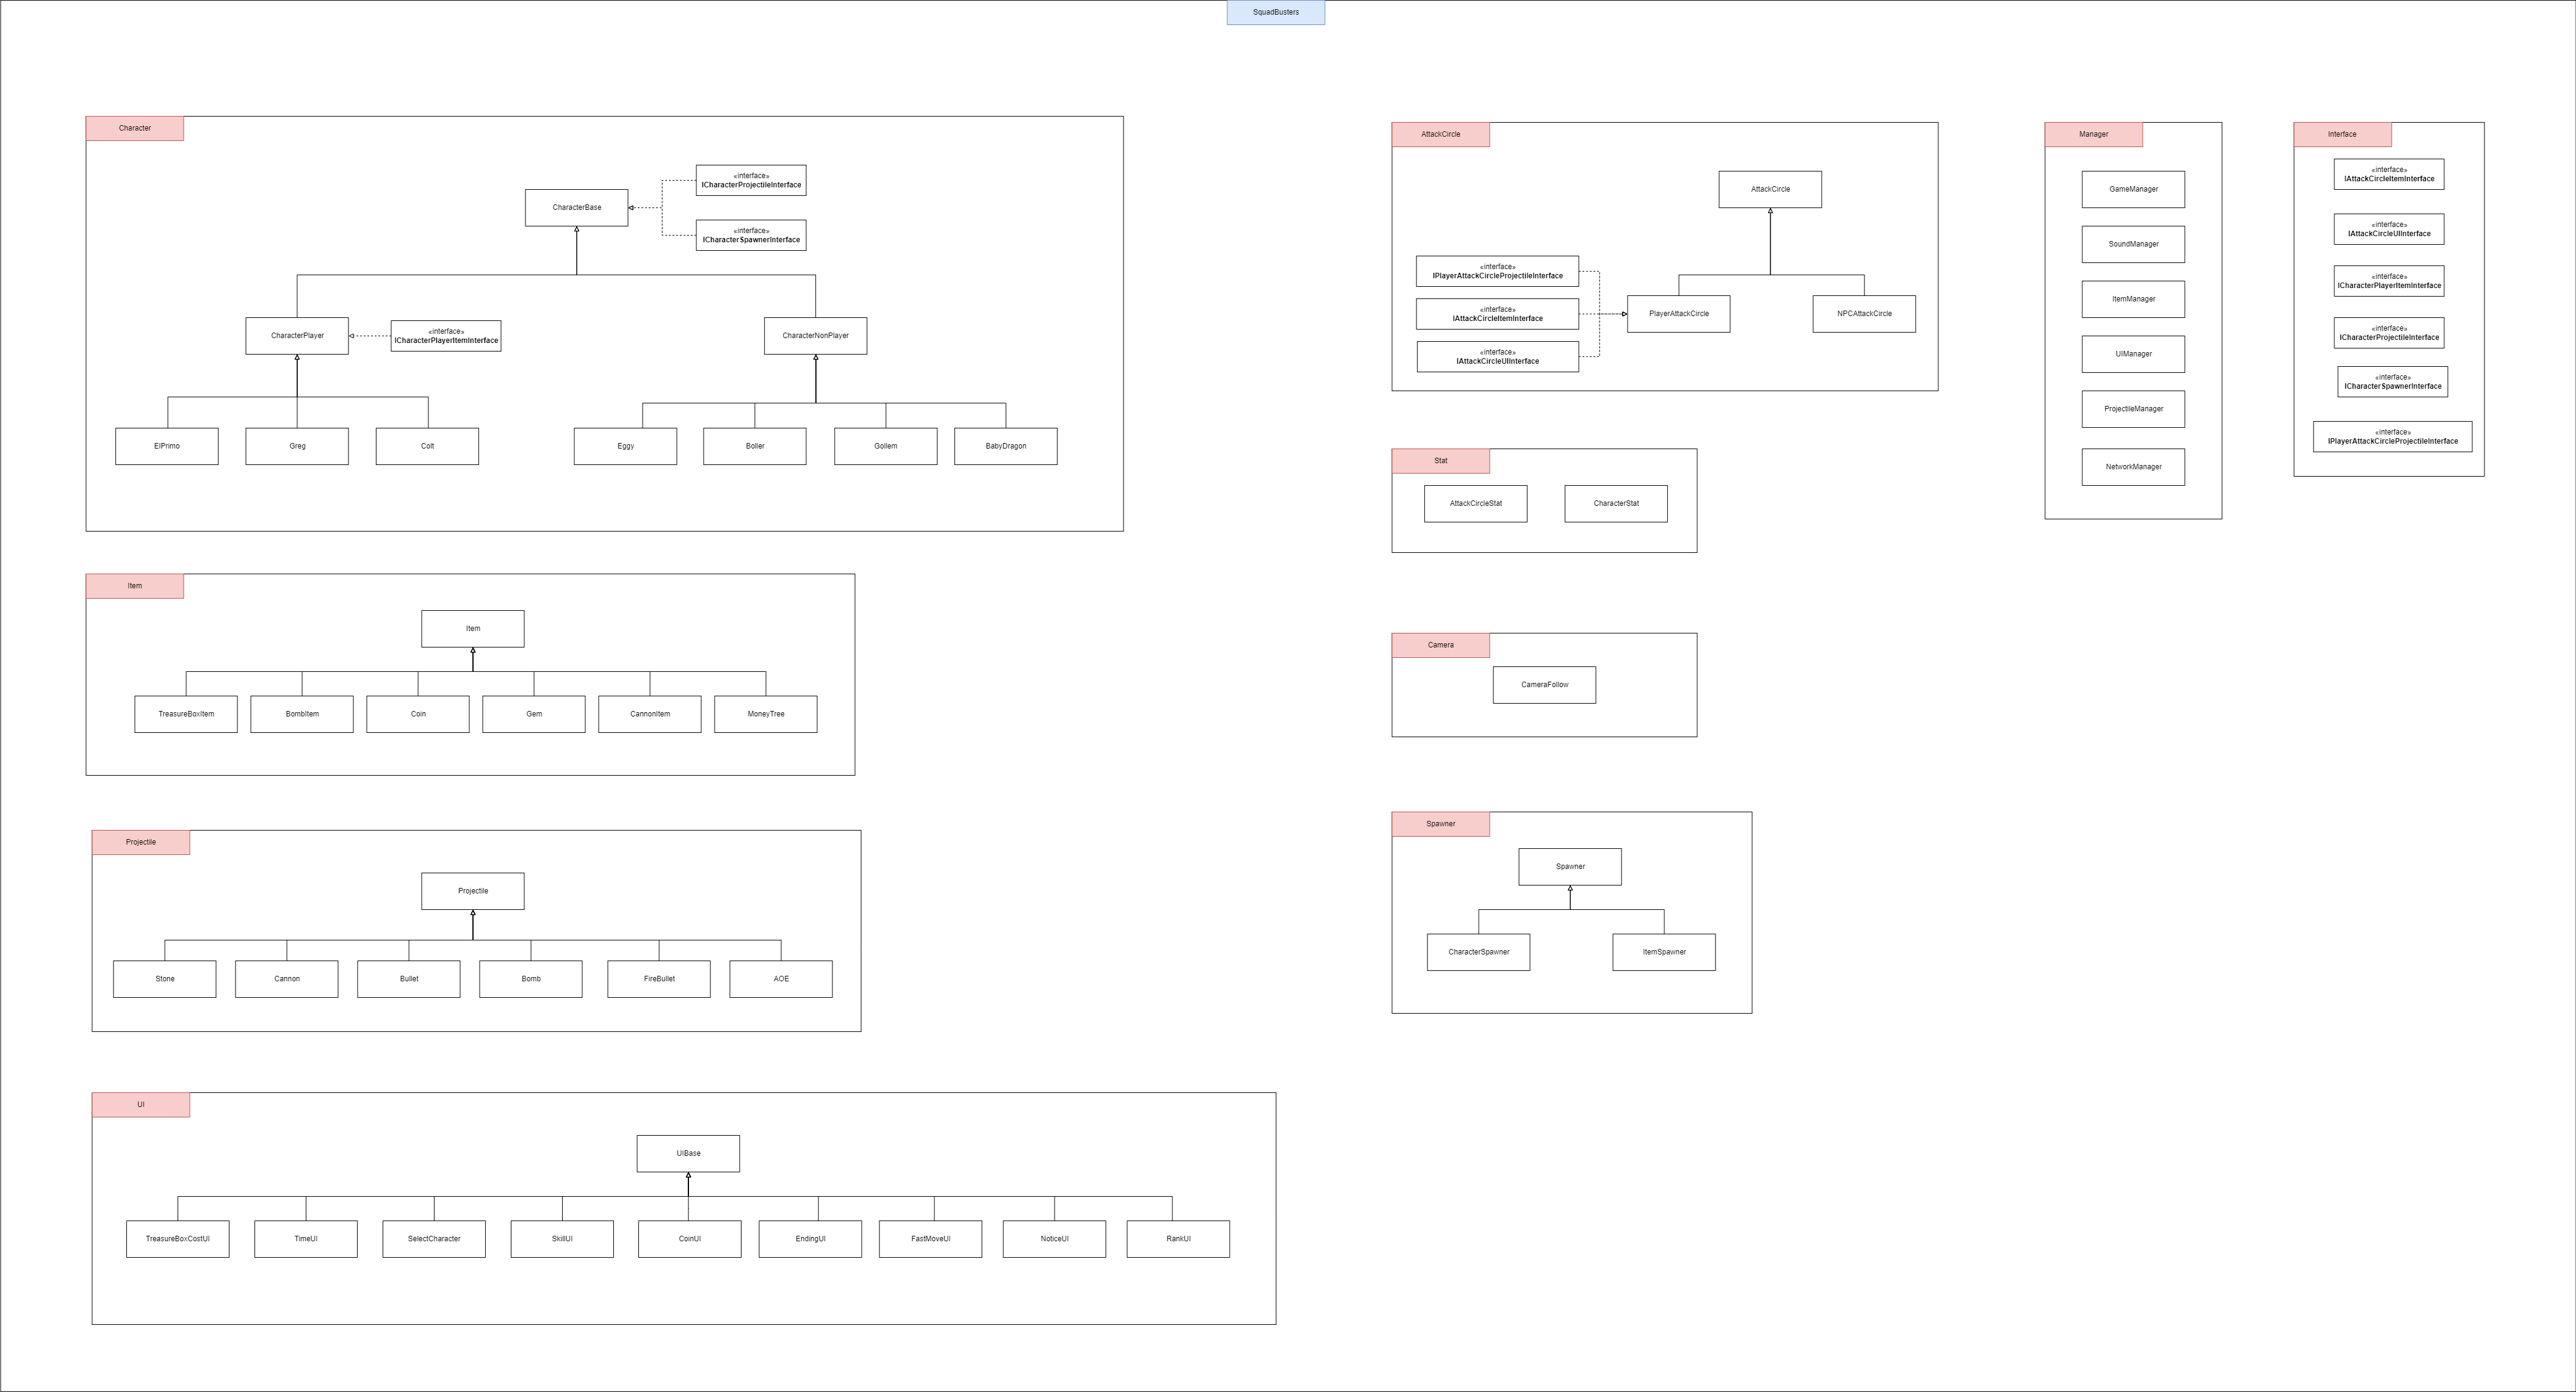 SquadBusters
Character
«interface»
ICharacterProjectileInterface
CharacterBase
«interface»
ICharacterSpawnerInterface
CharacterPlayer
«interface»
ICharacterPlayerItemInterface
CharacterNonPlayer
ElPrimo
Greg
Colt
Eggy
Boller
Gollem
BabyDragon
Item
Item
TreasureBoxItem
BombItem
Coin
Gem
CannonItem
MoneyTree
Projectile
Projectile
Stone
Cannon
Bullet
Bomb
FireBullet
AOE
UI
UIBase
TreasureBoxCostUI
TimeUI
SelectCharacter
SkillUI
CoinUI
EndingUI
FastMoveUI
NoticeUI
RankUI
AttackCircle
AttackCircle
«interface»
IPlayerAttackCircleProjectileInterface
«interface»
IAttackCircleItemInterface
«interface»
IAttackCircleUIInterface
PlayerAttackCircle
NPCAttackCircle
Stat
AttackCircleStat
CharacterStat
Camera
CameraFollow
Spawner
Spawner
CharacterSpawner
ItemSpawner
Manager
GameManager
SoundManager
ItemManager
UIManager
ProjectileManager
NetworkManager
Interface
«interface»
IAttackCircleItemInterface
«interface»
IAttackCircleUIInterface
«interface»
ICharacterPlayerItemInterface
«interface»
ICharacterProjectileInterface
«interface»
ICharacterSpawnerInterface
«interface»
IPlayerAttackCircleProjectileInterface